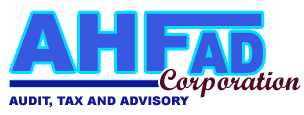 AHFAD
Corporation
AUDIT, TAX AND ADVISORY